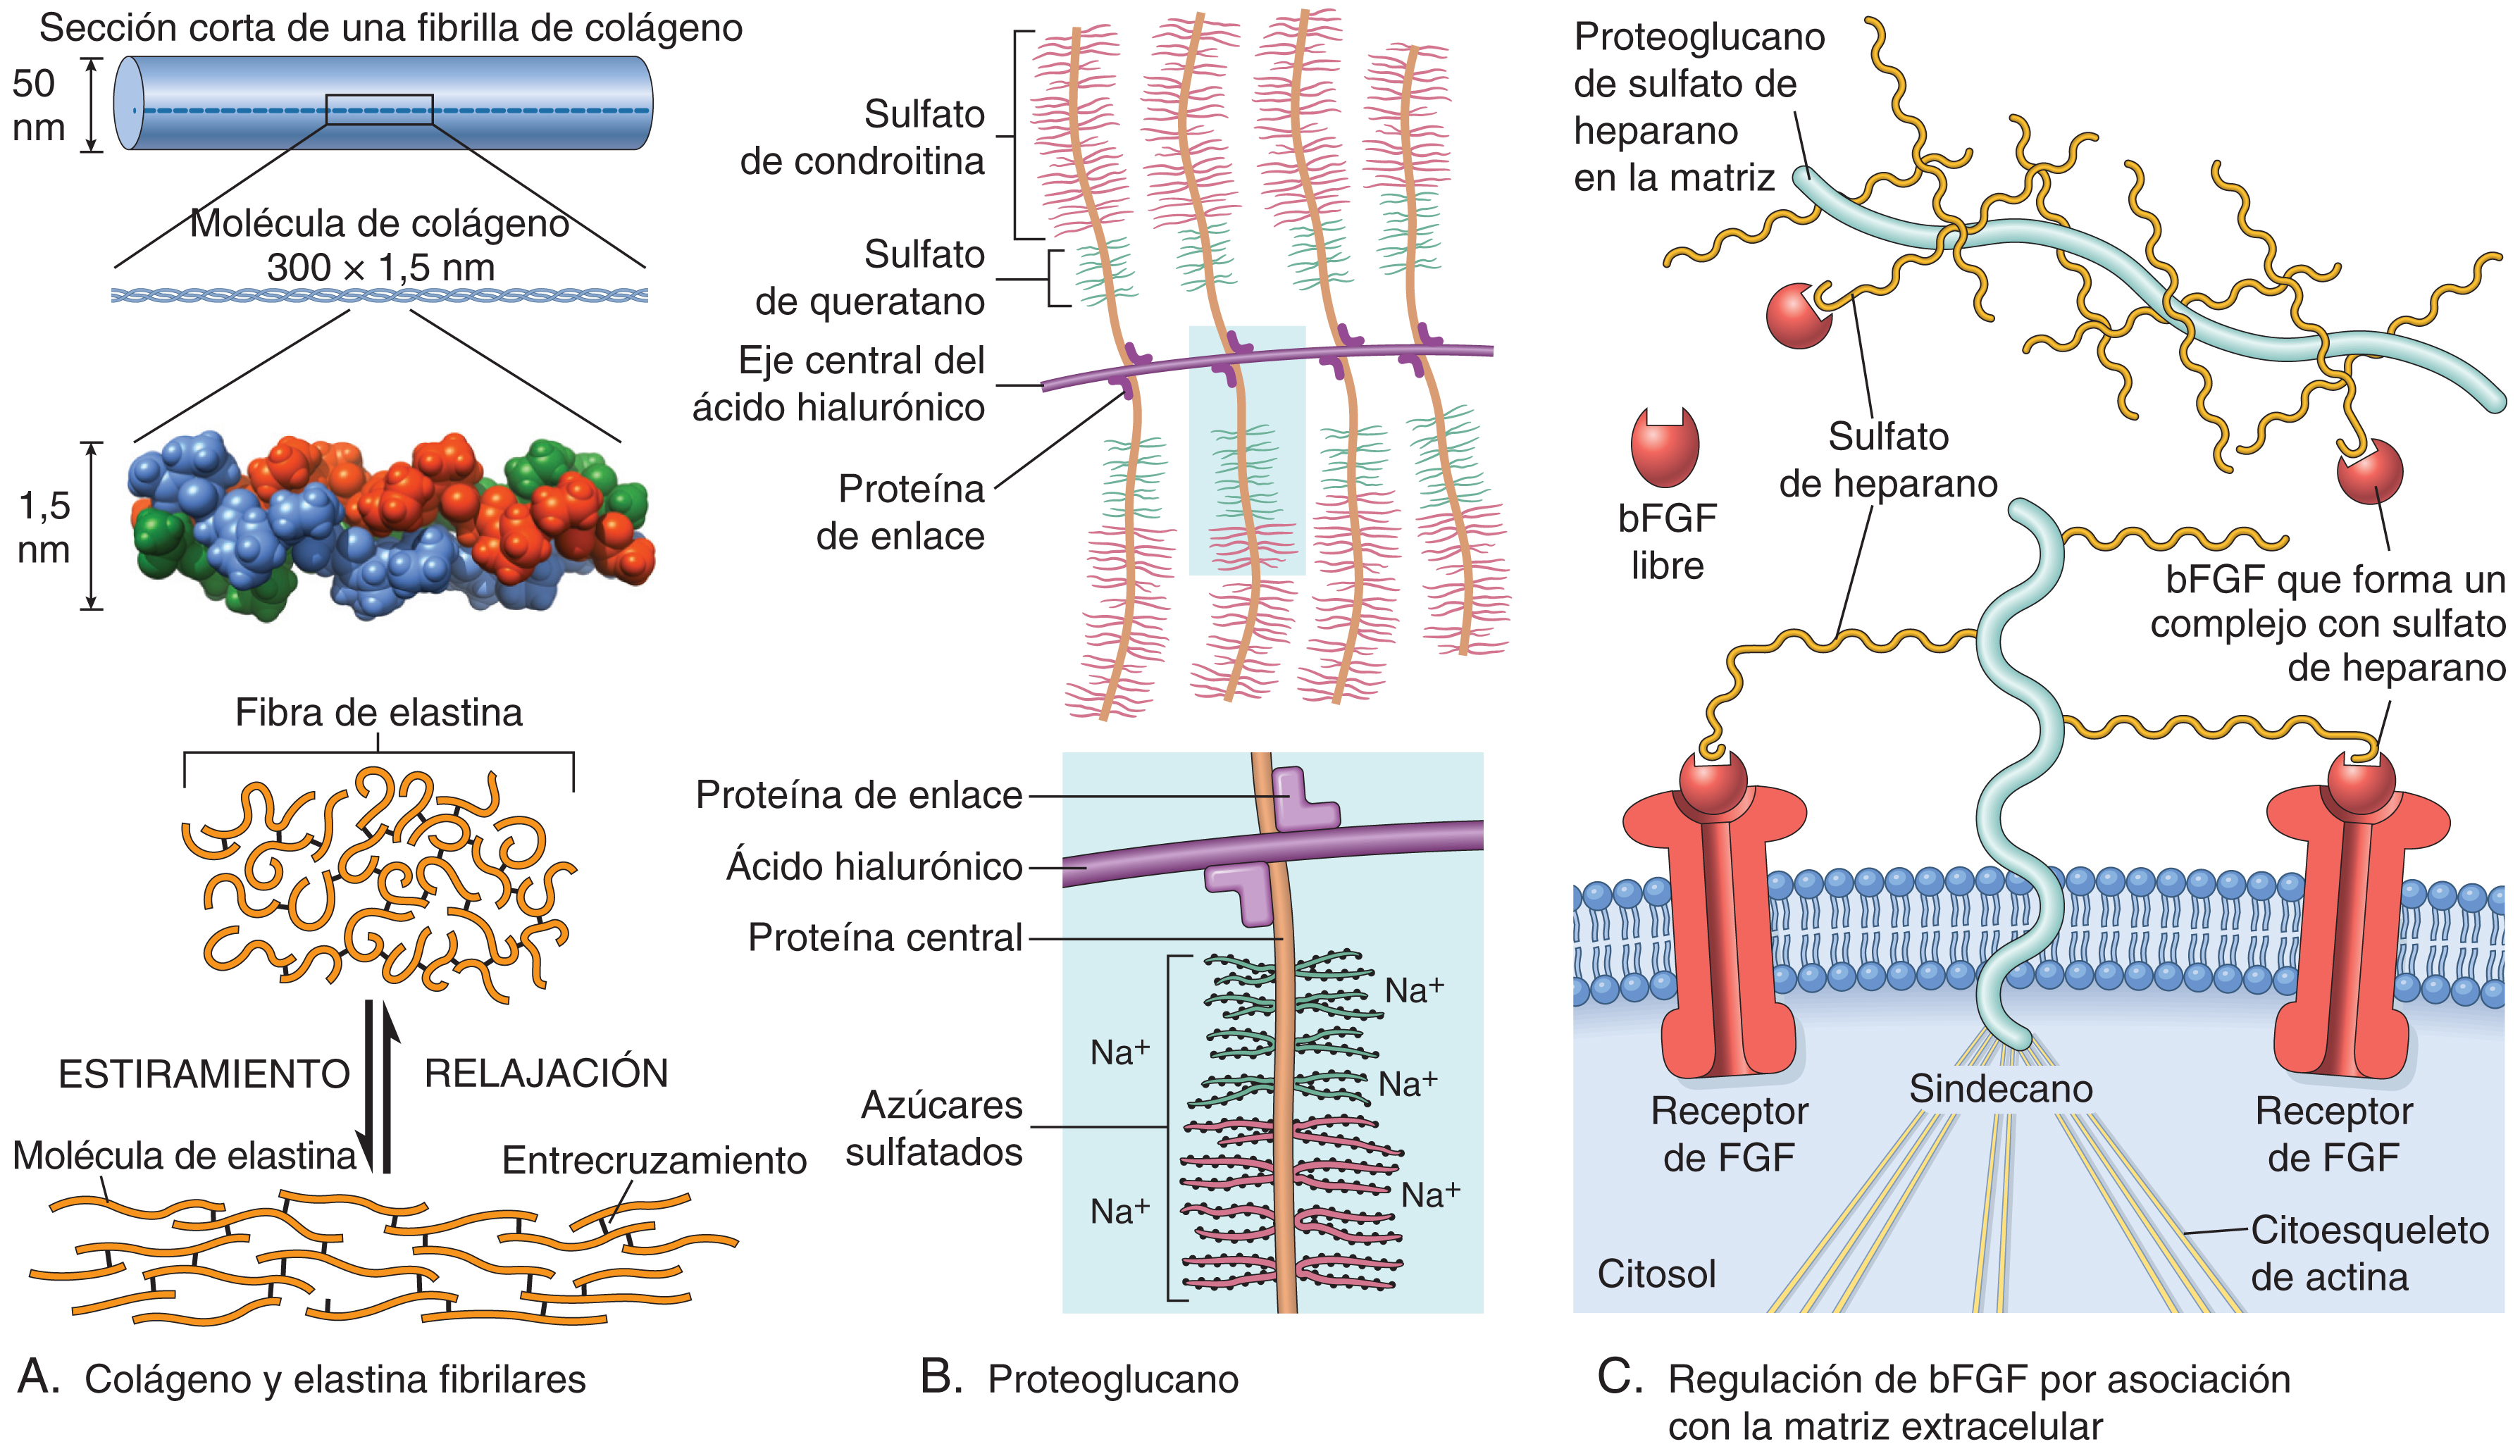 Sección corta de una fibrilla de colágeno
50
nm
Molécula de colágeno
300 × 1,5 nm
1,5
nm
Fibra de elastina
ESTIRAMIENTO
RELAJACIÓN
Molécula de elastina
Entrecruzamiento
A. Colágeno y elastina fibrilares
Sulfato
de condroitina
Sulfato
de queratano
Eje central del
ácido hialurónico
Proteína
de enlace
Proteína de enlace
Ácido hialurónico
Proteína central
Na+
Na+
Na+
Azúcares
sulfatados
Na+
Na+
B. Proteoglucano
Proteoglucano
de sulfato de
heparano
en la matriz
Sulfato
de heparano
bFGF
libre
bFGF que forma un
complejo con sulfato
de heparano
Sindecano
Receptor
de FGF
Receptor
de FGF
Citoesqueleto
de actina
Citosol
C. Regulación de bFGF por asociación
con la matriz extracelular